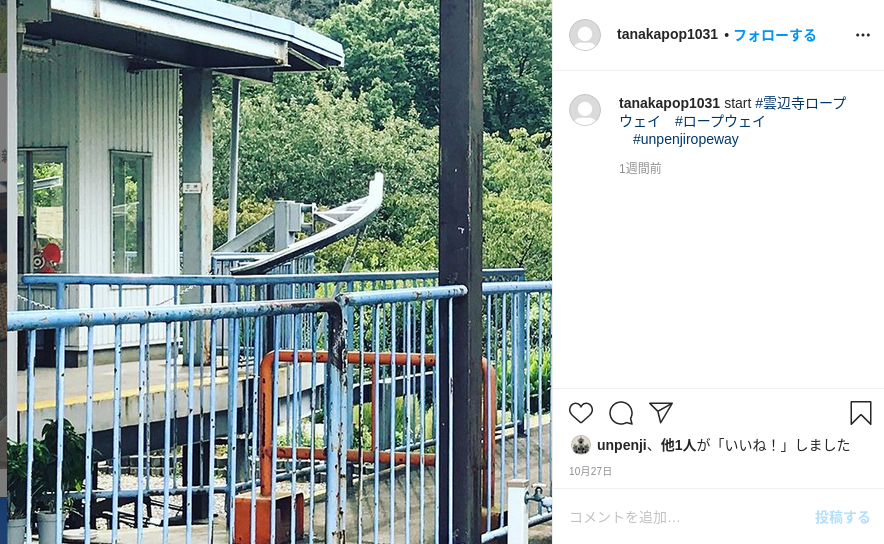 tanakapop1031 • フォローする
tanakapop1031 start #雲辺寺ロープ
ウェイ #ロープウェイ
#unpenjiropeway
1週間前
unpenji、他1人が「いいね！」しました
10月27日
コメントを追加…
投稿する